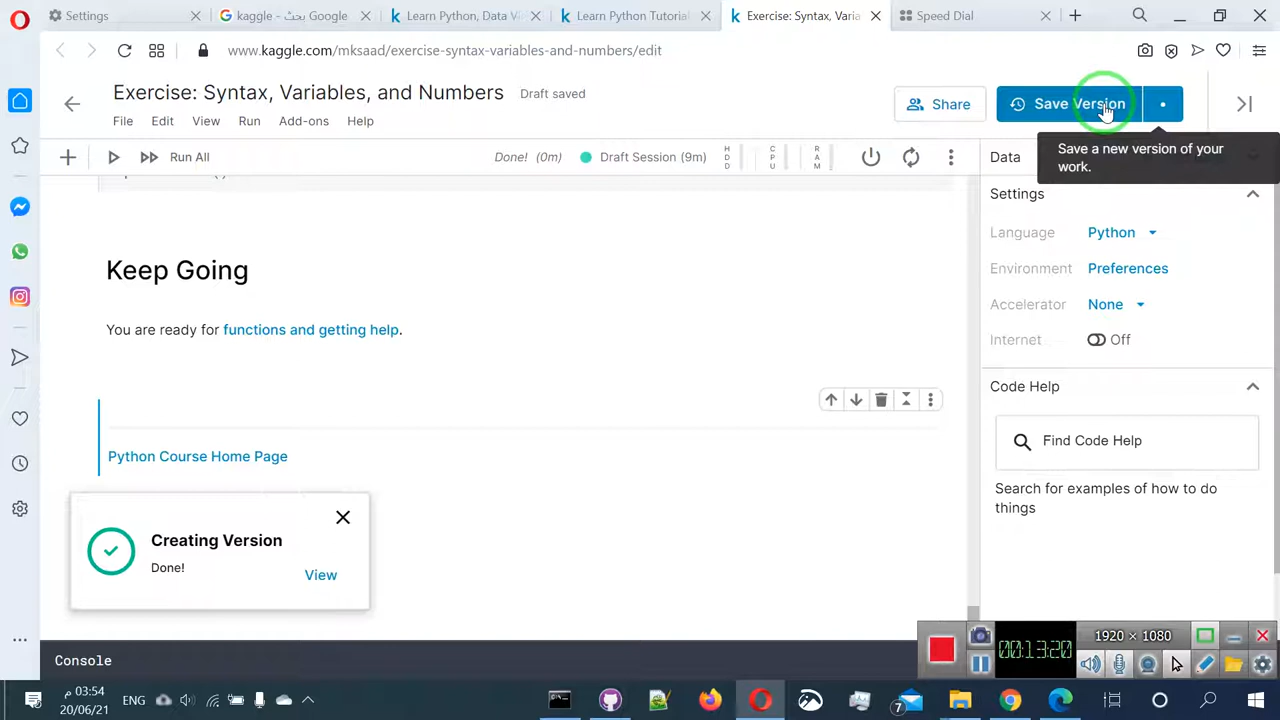 Settings
kaggle - بحث Google
Learn Python, Data Vi
Learn Python Tutorial
Exercise: Syntax, Varia
Speed Dial
www.kaggle.com/mksaad/exercise-syntax-variables-and-numbers/edit
Exercise: Syntax, Variables, and Numbers
Draft saved
Share
Save Version
File
Edit
View
Run
Add-ons
Help
Save a new version of your
work.
Run All
Done! (0m)
Draft Session (9m)
HDD
CPU
RAM
Data
Settings
Language
Python
Environment
Preferences
Accelerator
None
Internet
Off
Keep Going
You are ready for functions and getting help.
Python Course Home Page
Code Help
Find Code Help
Search for examples of how to do
things
Creating Version
Done!
View
Console
00:13:20
1920 × 1080
03:54 م
20/06/21
ENG
7